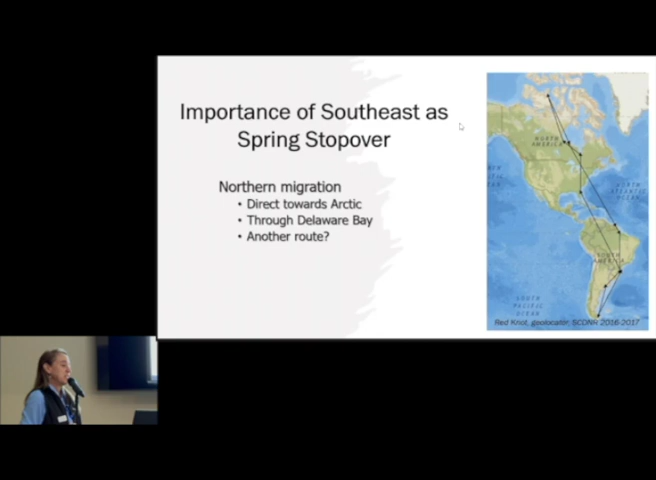 Importance of Southeast as
Spring Stopover
Northern migration
• Direct towards Arctic
• Through Delaware Bay
• Another route?
NORTH
AMERICA
NORTH
ATLANTIC
OCEAN
SOUTH
AMERICA
SOUTH
PACIFIC
OCEAN
Red Knot, geolocator, SCDNR 2016-2017